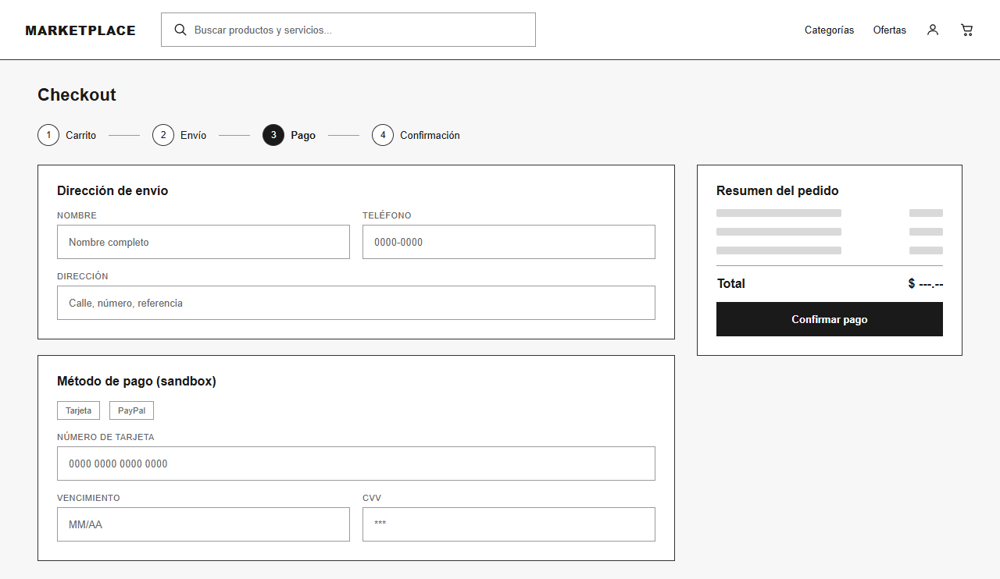 MARKETPLACE
Buscar productos y servicios...
Categorías
Ofertas
Checkout
1 Carrito
2 Envío
3 Pago
4 Confirmación
Dirección de envío
NOMBRE
Nombre completo
TELÉFONO
0000-0000
DIRECCIÓN
Calle, número, referencia
Método de pago (sandbox)
Tarjeta
PayPal
NÚMERO DE TARJETA
0000 0000 0000 0000
VENCIMIENTO
MM/AA
CVV
***
Resumen del pedido
Total $ ---.--
Confirmar pago